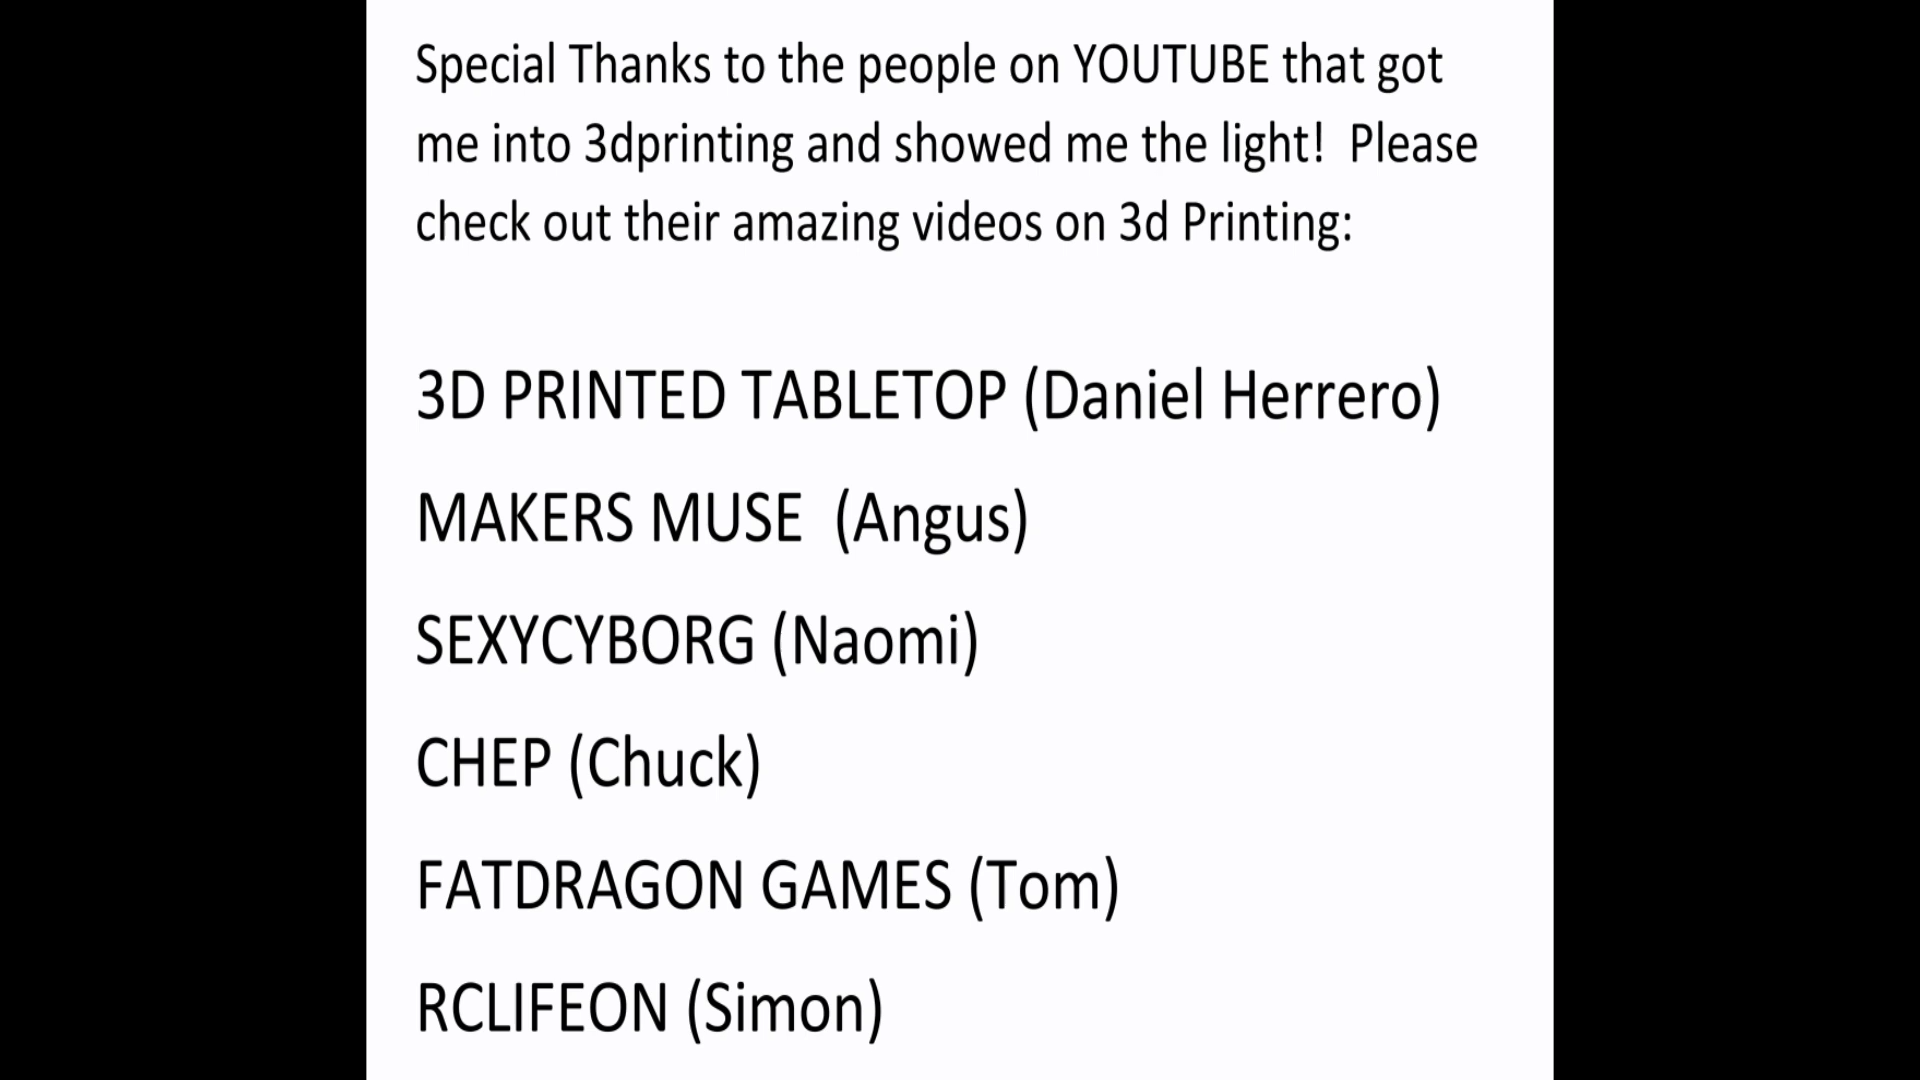 Special Thanks to the people on YOUTUBE that got
me into 3dprinting and showed me the light!  Please
check out their amazing videos on 3d Printing:
3D PRINTED TABLETOP (Daniel Herrero)
MAKERS MUSE  (Angus)
SEXYCYBORG (Naomi)
CHEP (Chuck)
FATDRAGON GAMES (Tom)
RCLIFEON (Simon)